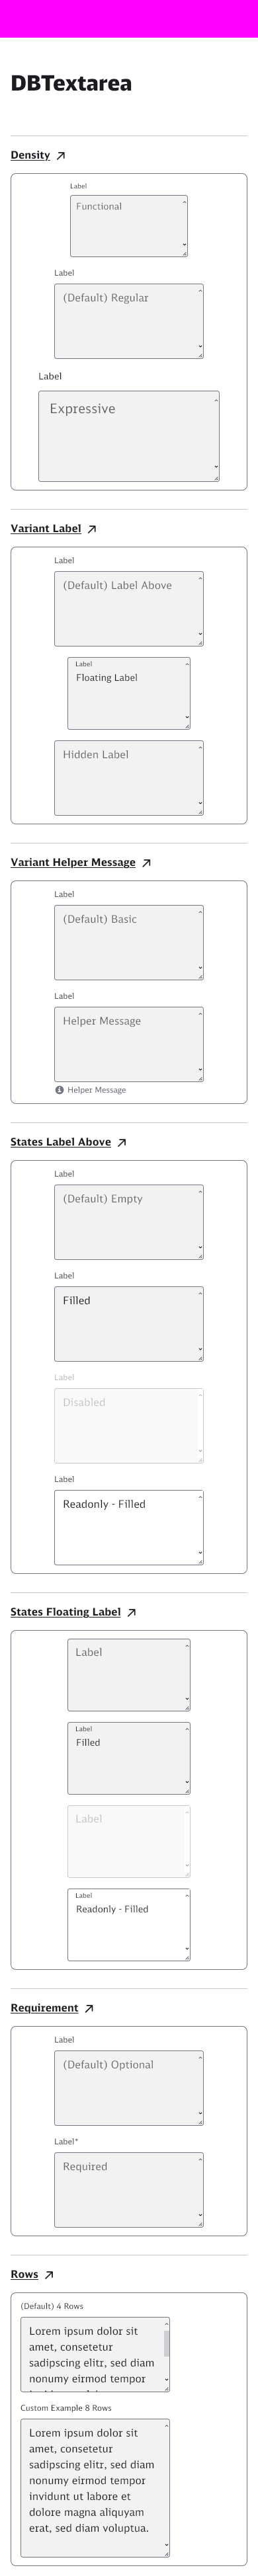 DBTextarea
Density
Label
Functional
Label
(Default) Regular
Label
Expressive
Variant Label
Label
(Default) Label Above
Label
Floating Label
Hidden Label
Variant Helper Message
Label
(Default) Basic
Label
Helper Message
Helper Message
States Label Above
Label
(Default) Empty
Label
Filled
Label
Disabled
Label
Readonly - Filled
States Floating Label
Label
Label
Filled
Label
Label
Readonly - Filled
Requirement
Label
(Default) Optional
Label*
Required
Rows
(Default) 4 Rows
Lorem ipsum dolor sit
amet, consetetur
sadipscing elitr, sed diam
nonumy eirmod tempor
Custom Example 8 Rows
Lorem ipsum dolor sit
amet, consetetur
sadipscing elitr, sed diam
nonumy eirmod tempor
invidunt ut labore et
dolore magna aliquyam
erat, sed diam voluptua.